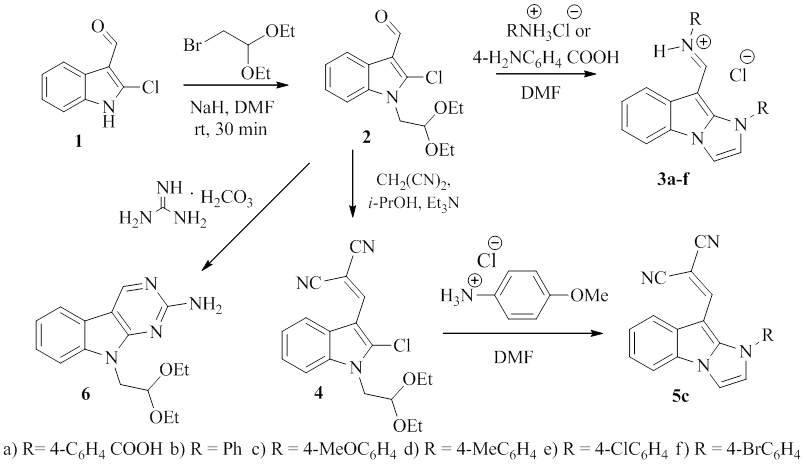 O
Cl
N
H
1
Br
OEt
OEt
NaH, DMF
rt, 30 min
O
Cl
N
OEt
OEt
2
⊕ ⊖
RNH3Cl or
4-H2NC6H4 COOH
DMF
R
H N
⊕ ⊖
Cl
R
N
N
3a-f
NH · H2CO3
H2N NH2
CH2(CN)2,
i-PrOH, Et3N
N
NH2
N
N
OEt
OEt
6
CN
CN
Cl
N
OEt
OEt
4
⊖
Cl
⊕
H3N
OMe
DMF
CN
CN
R
N
N
5c
a) R= 4-C6H4 COOH b) R = Ph c) R = 4-MeOC6H4 d) R = 4-MeC6H4 e) R = 4-ClC6H4 f) R = 4-BrC6H4